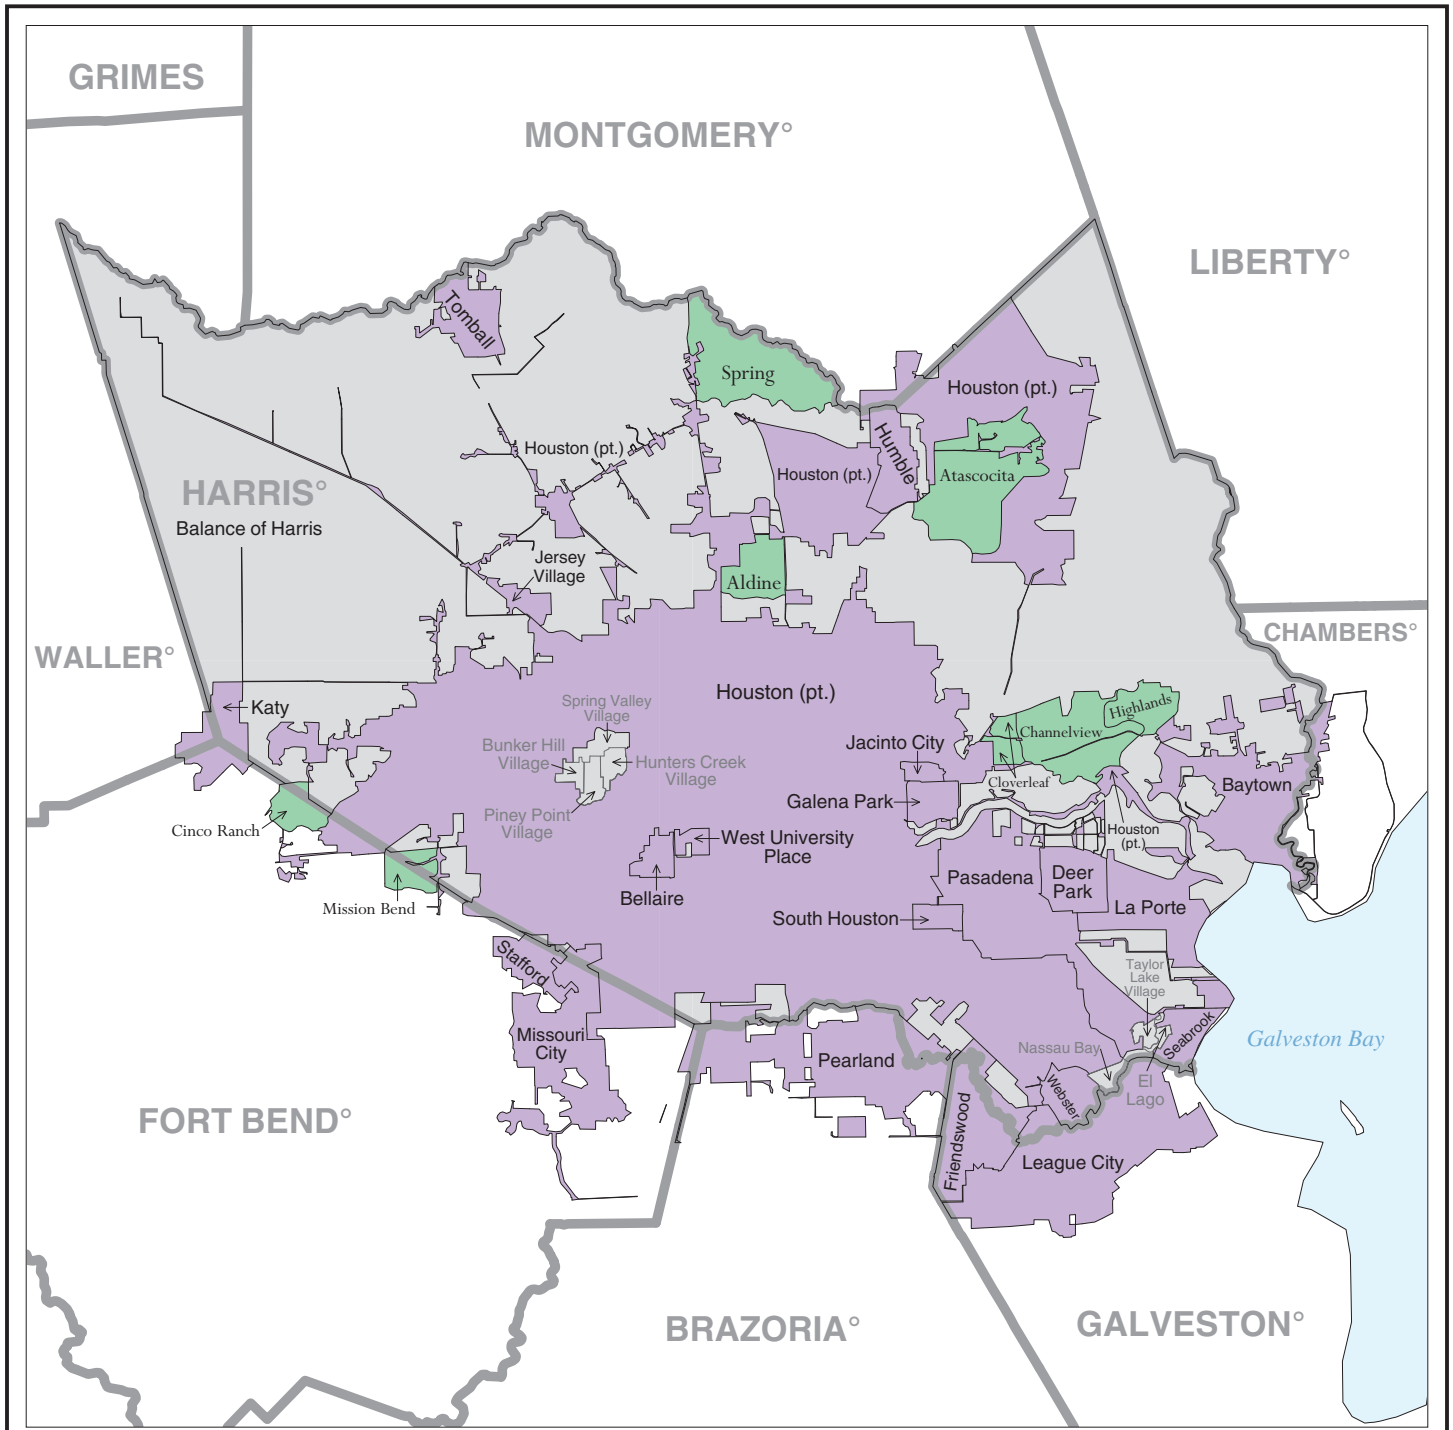 GRIMES
MONTGOMERY°
LIBERTY°
Tomball
Spring
Houston (pt.)
Humble
Houston (pt.)
Houston (pt.)
Atascocita
HARRIS°
Balance of Harris
Jersey
Village
Aldine
CHAMBERS°
WALLER°
Katy
Houston (pt.)
Spring Valley
Village
Bunker Hill
Village
Hunters Creek
Village
Piney Point
Village
Highlands
Channelview
Jacinto City
Cloverleaf
Baytown
Galena Park
Cinco Ranch
Houston
(pt.)
West University
Place
Pasadena
Deer
Park
Bellaire
Mission Bend
La Porte
South Houston
Stafford
Taylor
Lake
Village
Missouri
City
Seabrook
Galveston Bay
Nassau Bay
Pearland
El
Lago
Webster
FORT BEND°
Friendswood
League City
BRAZORIA°
GALVESTON°